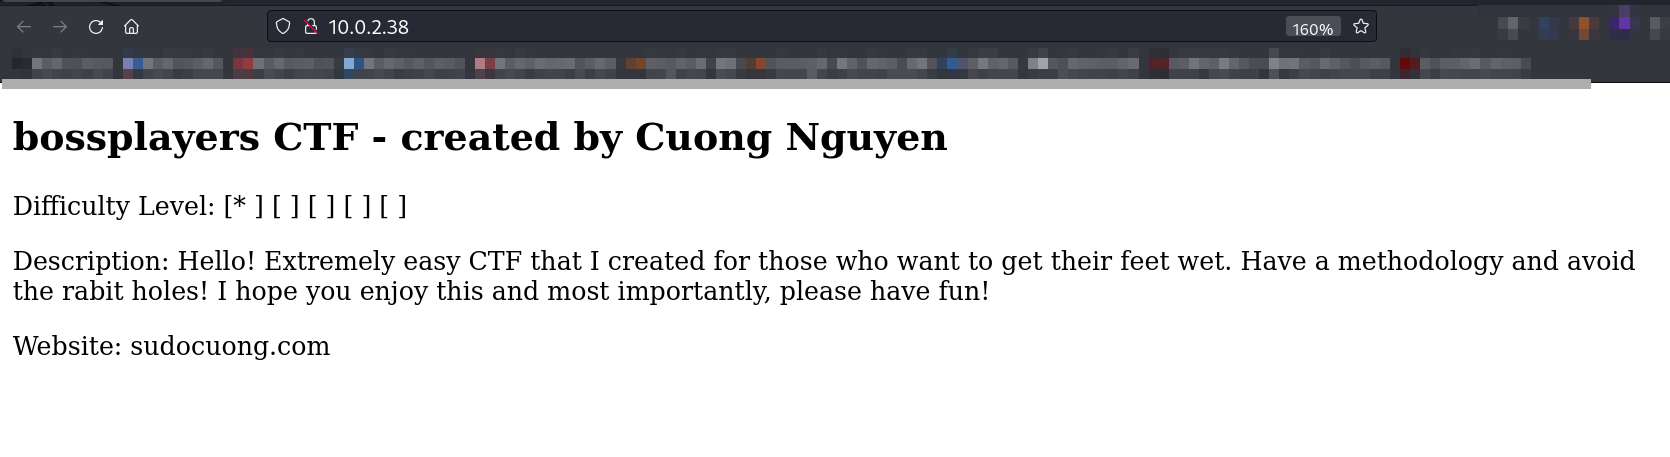 10.0.2.38
160%
bossplayers CTF - created by Cuong Nguyen
Difficulty Level: [* ] [ ] [ ] [ ] [ ]
Description: Hello! Extremely easy CTF that I created for those who want to get their feet wet. Have a methodology and avoid
the rabit holes! I hope you enjoy this and most importantly, please have fun!
Website: sudocuong.com